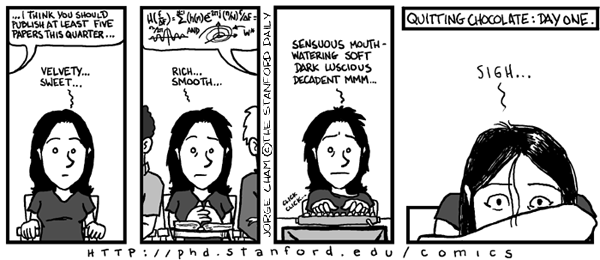 ...I THINK YOU SHOULD
PUBLISH AT LEAST FIVE
PAPERS THIS QUARTER...
VELVETY...
SWEET...
AND
RICH...
SMOOTH...
JORGE CHAM ©THE STANFORD DAILY
SENSUOUS MOUTH-
WATERING SOFT
DARK LUSCIOUS
DECADENT MMM...
CLICK
CLICK...
QUITTING CHOCOLATE: DAY ONE.
SIGH...
HTTP://phd.stanford.edu/comics